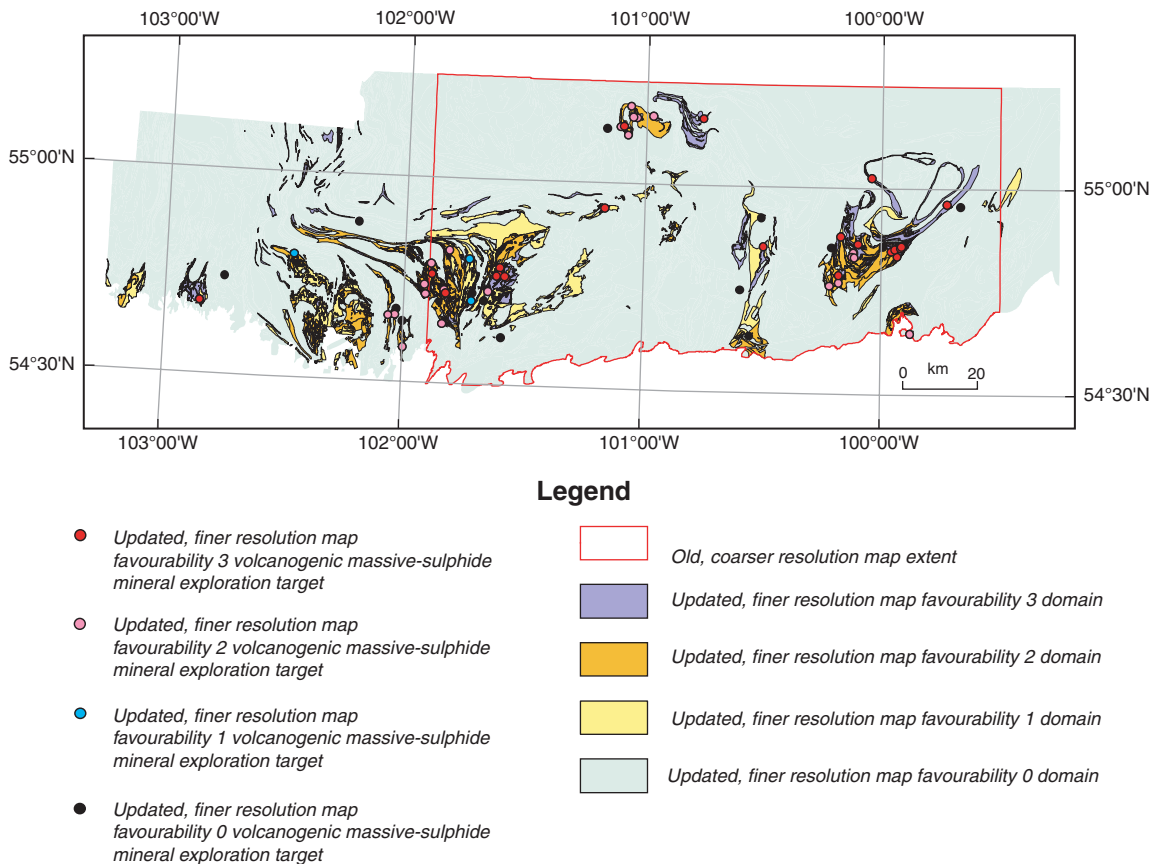 103°00'W 102°00'W 101°00'W 100°00'W
55°00'N
55°00'N
54°30'N
0 km 20
54°30'N
103°00'W 102°00'W 101°00'W 100°00'W
Legend
Updated, finer resolution map
favourability 3 volcanogenic massive-sulphide
mineral exploration target
Updated, finer resolution map
favourability 2 volcanogenic massive-sulphide
mineral exploration target
Updated, finer resolution map
favourability 1 volcanogenic massive-sulphide
mineral exploration target
Updated, finer resolution map
favourability 0 volcanogenic massive-sulphide
mineral exploration target
Old, coarser resolution map extent
Updated, finer resolution map favourability 3 domain
Updated, finer resolution map favourability 2 domain
Updated, finer resolution map favourability 1 domain
Updated, finer resolution map favourability 0 domain